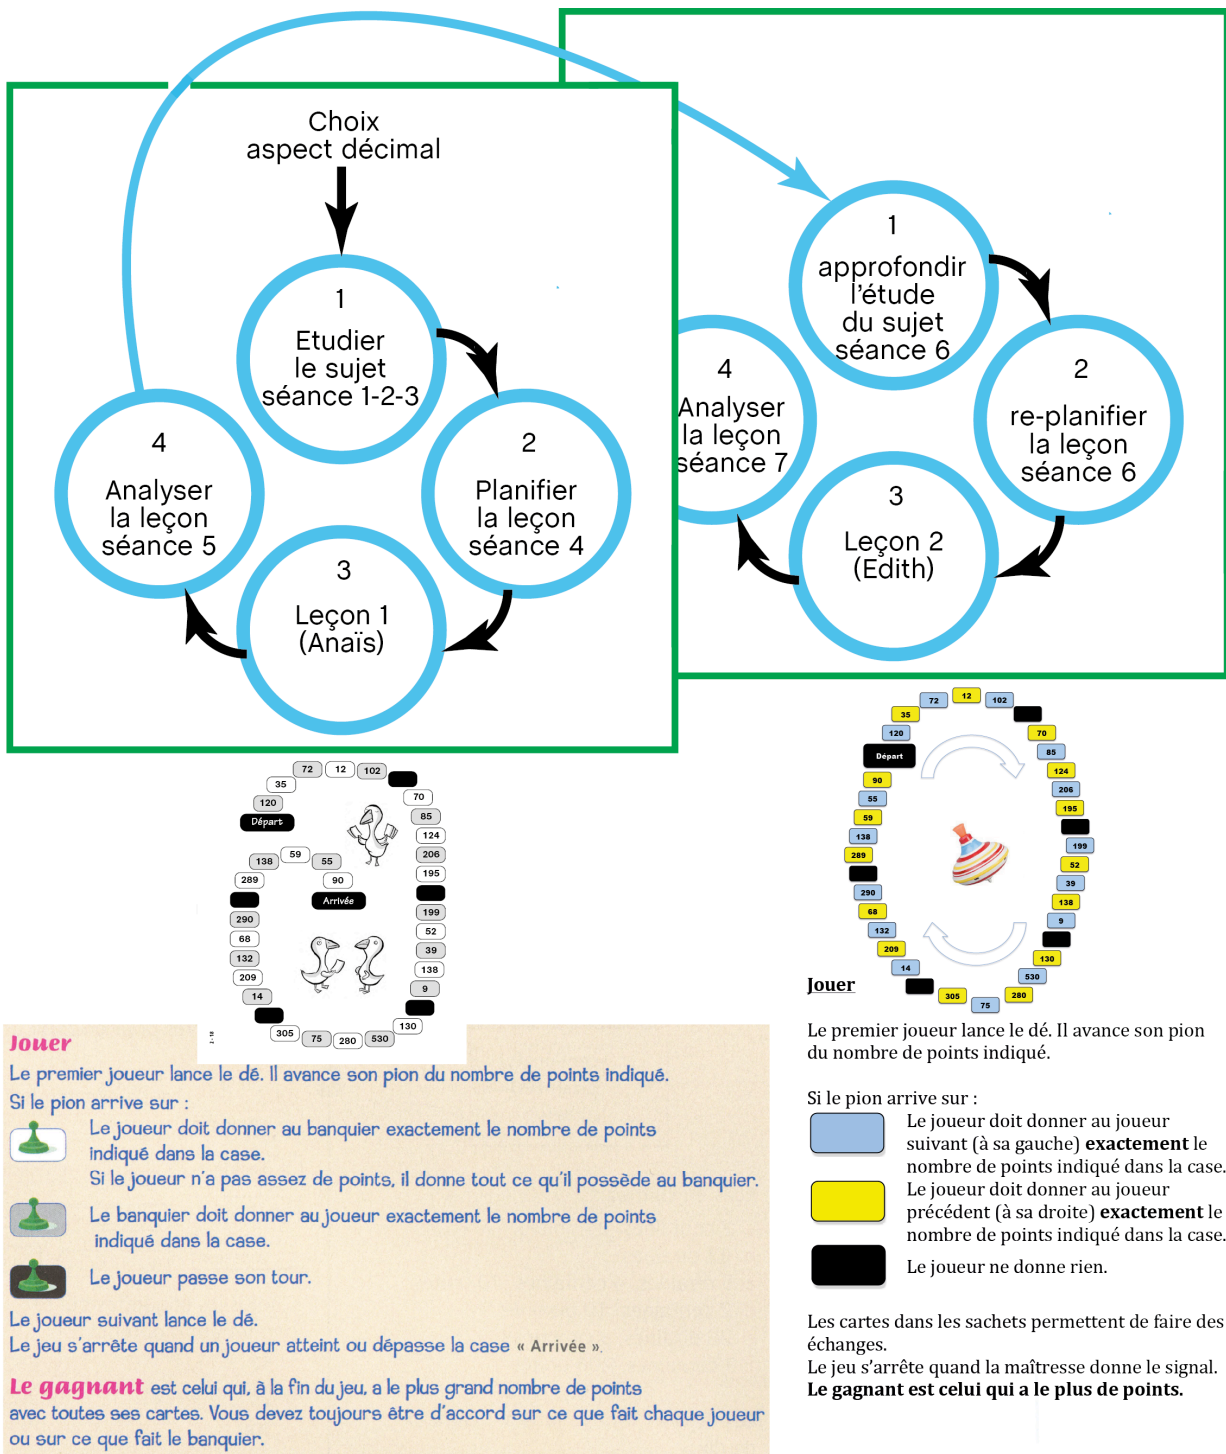 Choix
aspect décimal
1
Etudier
le sujet
séance 1-2-3
2
Planifier
la leçon
séance 4
3
Leçon 1
(Anaïs)
4
Analyser
la leçon
séance 5
1
approfondir
l'étude
du sujet
séance 6
2
re-planifier
la leçon
séance 6
3
Leçon 2
(Edith)
4
Analyser
la leçon
séance 7
Départ
120
35
72
12
102
70
85
124
206
195
199
52
39
138
9
130
530
280
75
305
14
209
132
68
290
289
138
59
55
90
Arrivée
Jouer
Le premier joueur lance le dé. Il avance son pion du nombre de points indiqué.
Si le pion arrive sur :
Le joueur doit donner au banquier exactement le nombre de points
indiqué dans la case.
Si le joueur n'a pas assez de points, il donne tout ce qu'il possède au banquier.
Le banquier doit donner au joueur exactement le nombre de points
indiqué dans la case.
Le joueur passe son tour.
Le joueur suivant lance le dé.
Le jeu s'arrête quand un joueur atteint ou dépasse la case « Arrivée ».
Le gagnant est celui qui, à la fin du jeu, a le plus grand nombre de points
avec toutes ses cartes. Vous devez toujours être d'accord sur ce que fait chaque joueur
ou sur ce que fait le banquier.
Départ
120
35
72
12
102
70
85
124
206
195
199
52
39
138
9
130
530
280
75
305
14
209
132
68
290
289
138
59
55
90
Jouer
Le premier joueur lance le dé. Il avance son pion
du nombre de points indiqué.
Si le pion arrive sur :
Le joueur doit donner au joueur
suivant (à sa gauche) exactement le
nombre de points indiqué dans la case.
Le joueur doit donner au joueur
précédent (à sa droite) exactement le
nombre de points indiqué dans la case.
Le joueur ne donne rien.
Les cartes dans les sachets permettent de faire des
échanges.
Le jeu s'arrête quand la maîtresse donne le signal.
Le gagnant est celui qui a le plus de points.